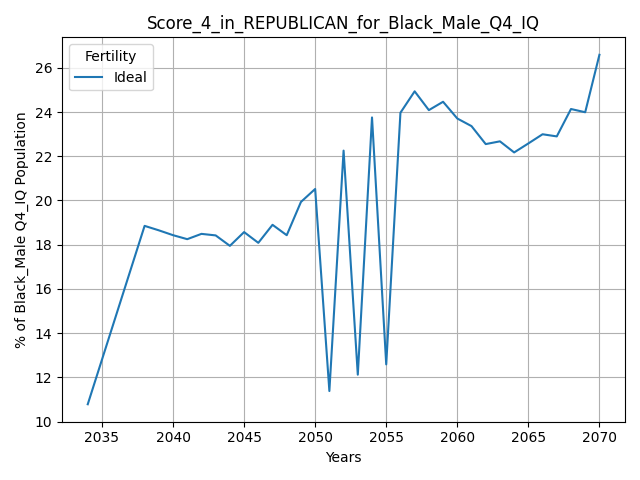 Score_4_in_REPUBLICAN_for_Black_Male_Q4_IQ
Fertility
Ideal
% of Black_Male Q4_IQ Population
26
24
22
20
18
16
14
12
10
2035 2040 2045 2050 2055 2060 2065 2070
Years